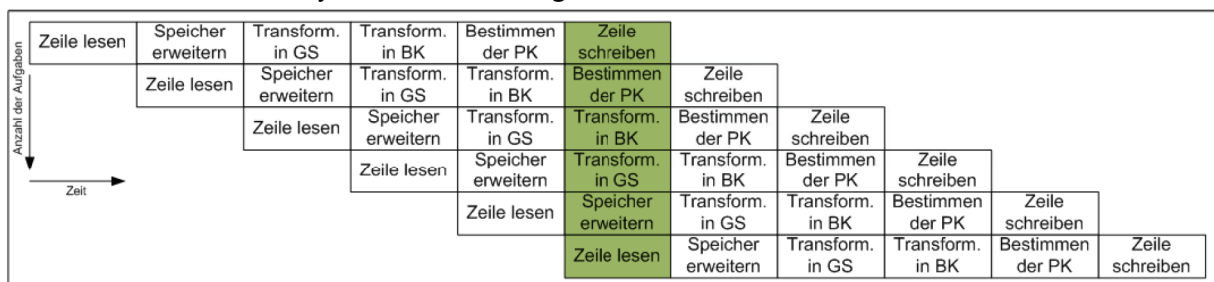 Anzahl der Aufgaben
Zeit
Zeile lesen
Speicher
erweitern
Transform.
in GS
Transform.
in BK
Bestimmen
der PK
Zeile
schreiben
Zeile lesen
Speicher
erweitern
Transform.
in GS
Transform.
in BK
Bestimmen
der PK
Zeile
schreiben
Zeile lesen
Speicher
erweitern
Transform.
in GS
Transform.
in BK
Bestimmen
der PK
Zeile
schreiben
Zeile lesen
Speicher
erweitern
Transform.
in GS
Transform.
in BK
Bestimmen
der PK
Zeile
schreiben
Zeile lesen
Speicher
erweitern
Transform.
in GS
Transform.
in BK
Bestimmen
der PK
Zeile
schreiben
Zeile lesen
Speicher
erweitern
Transform.
in GS
Transform.
in BK
Bestimmen
der PK
Zeile
schreiben